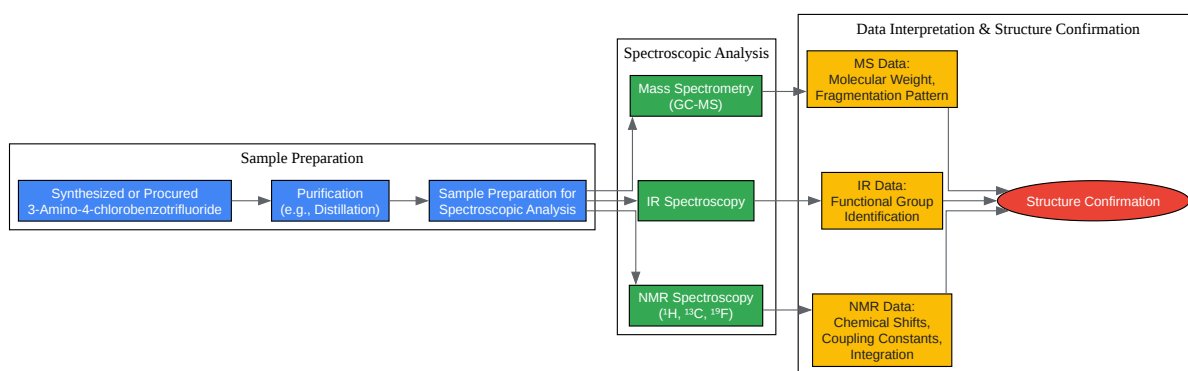 Sample Preparation
Synthesized or Procured
3-Amino-4-chlorobenzotrifluoride
Purification
(e.g., Distillation)
Sample Preparation for
Spectroscopic Analysis
Spectroscopic Analysis
Mass Spectrometry
(GC-MS)
IR Spectroscopy
NMR Spectroscopy
(¹H, ¹³C, ¹⁹F)
Data Interpretation & Structure Confirmation
MS Data:
Molecular Weight,
Fragmentation Pattern
IR Data:
Functional Group
Identification
NMR Data:
Chemical Shifts,
Coupling Constants,
Integration
Structure Confirmation